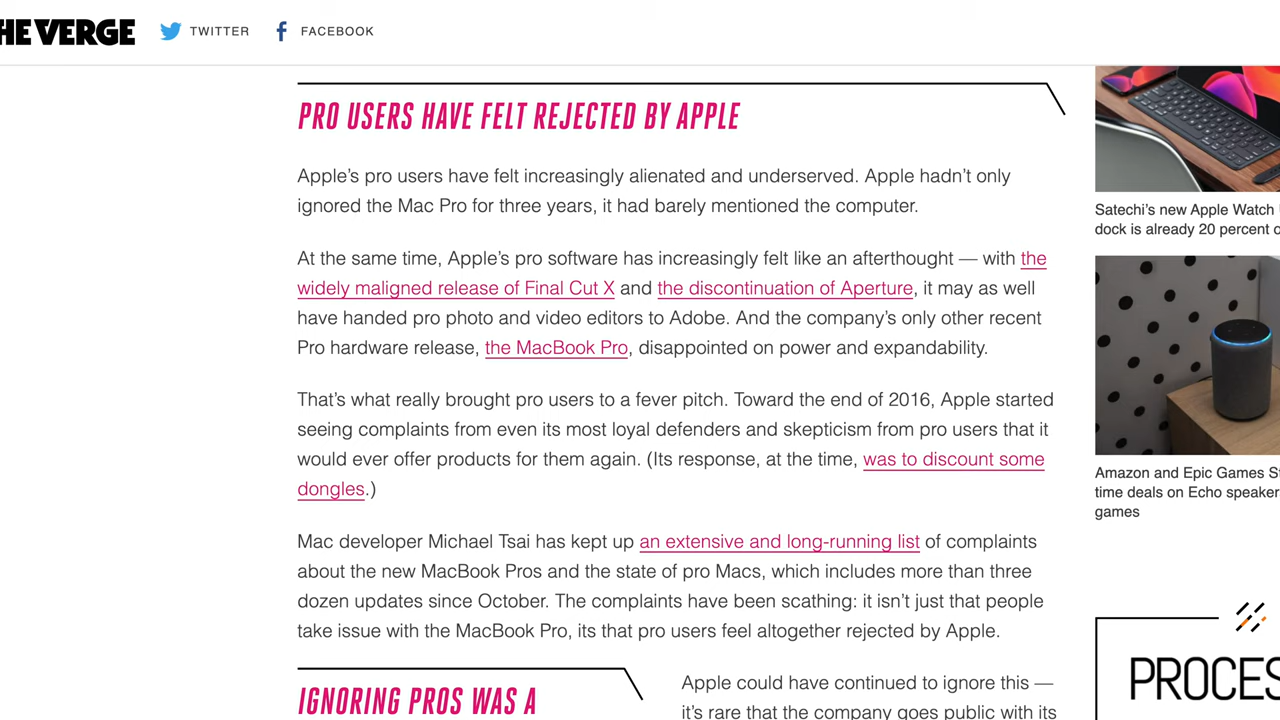 HE VERGE
TWITTER
FACEBOOK
PRO USERS HAVE FELT REJECTED BY APPLE
Apple’s pro users have felt increasingly alienated and underserved. Apple hadn’t only
ignored the Mac Pro for three years, it had barely mentioned the computer.
At the same time, Apple’s pro software has increasingly felt like an afterthought — with the
widely maligned release of Final Cut X and the discontinuation of Aperture, it may as well
have handed pro photo and video editors to Adobe. And the company’s only other recent
Pro hardware release, the MacBook Pro, disappointed on power and expandability.
That’s what really brought pro users to a fever pitch. Toward the end of 2016, Apple started
seeing complaints from even its most loyal defenders and skepticism from pro users that it
would ever offer products for them again. (Its response, at the time, was to discount some
dongles.)
Mac developer Michael Tsai has kept up an extensive and long-running list of complaints
about the new MacBook Pros and the state of pro Macs, which includes more than three
dozen updates since October. The complaints have been scathing: it isn’t just that people
take issue with the MacBook Pro, its that pro users feel altogether rejected by Apple.
IGNORING PROS WAS A
Apple could have continued to ignore this —
it’s rare that the company goes public with its
Satechi’s new Apple Watch
dock is already 20 percent
Amazon and Epic Games
time deals on Echo speaker
games
PROCES